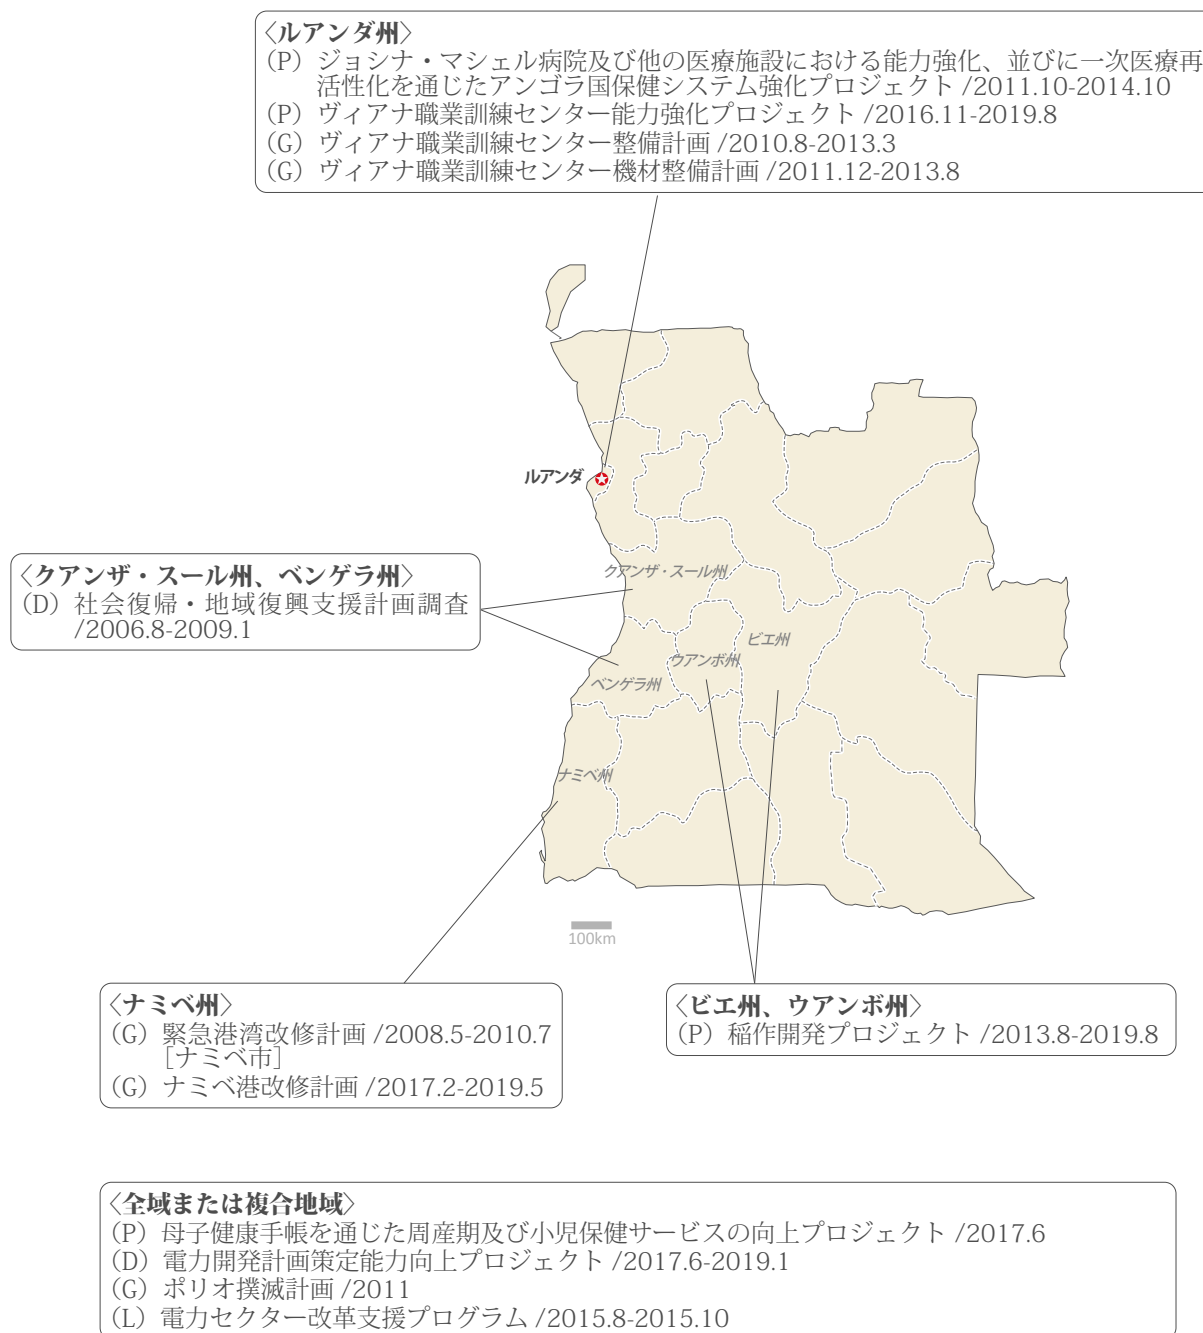 〈ルアンダ州〉
（P）ジョシナ・マシェル病院及び他の医療施設における能力強化、並びに一次医療再
活性化を通じたアンゴラ国保健システム強化プロジェクト /2011.10-2014.10
（P）ヴィアナ職業訓練センター能力強化プロジェクト /2016.11-2019.8
（G）ヴィアナ職業訓練センター整備計画 /2010.8-2013.3
（G）ヴィアナ職業訓練センター機材整備計画 /2011.12-2013.8
ルアンダ
〈クアンザ・スール州、ベンゲラ州〉
（D）社会復帰・地域復興支援計画調査
/2006.8-2009.1
クアンザ・スール州
ビエ州
ウアンボ州
ベンゲラ州
ナミベ州
100km
〈ナミベ州〉
（G）緊急港湾改修計画 /2008.5-2010.7
［ナミベ市］
（G）ナミベ港改修計画 /2017.2-2019.5
〈ビエ州、ウアンボ州〉
（P）稲作開発プロジェクト /2013.8-2019.8
〈全域または複合地域〉
（P）母子健康手帳を通じた周産期及び小児保健サービスの向上プロジェクト /2017.6
（D）電力開発計画策定能力向上プロジェクト /2017.6-2019.1
（G）ポリオ撲滅計画 /2011
（L）電力セクター改革支援プログラム /2015.8-2015.10